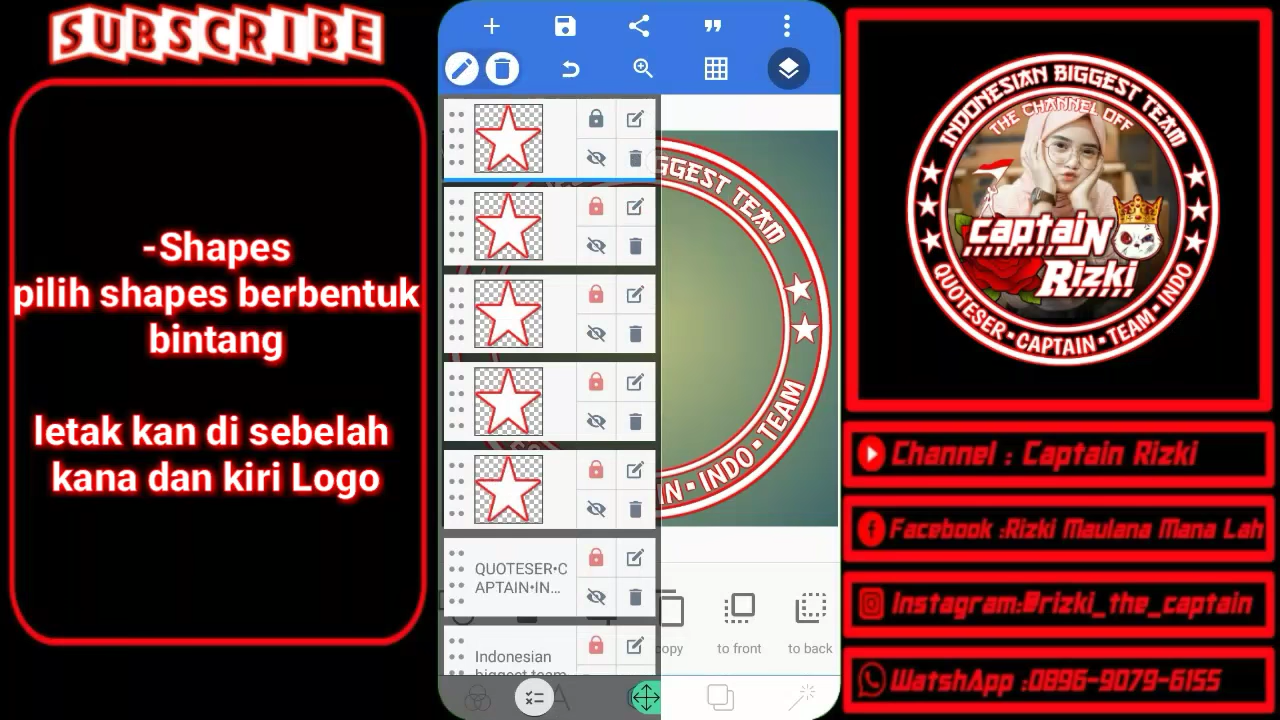 SUBSCRIBE
-Shapes
pilih shapes berbentuk
bintang
letak kan di sebelah
kana dan kiri Logo
QUOTESER•C
APTAIN•IN...
Indonesian
biggest team
GGEST TEAM
IN • INDO • TEAM
copy
to front
to back
INDONESIAN BIGGEST TEAM
THE CHANNEL OFF
captain
Rizki
QUOTESER • CAPTAIN • TEAM • INDO
Channel : Captain Rizki
Facebook :Rizki Maulana Mana Lah
Instagram:@rizki_the_captain
WatshApp :0896-9079-6155